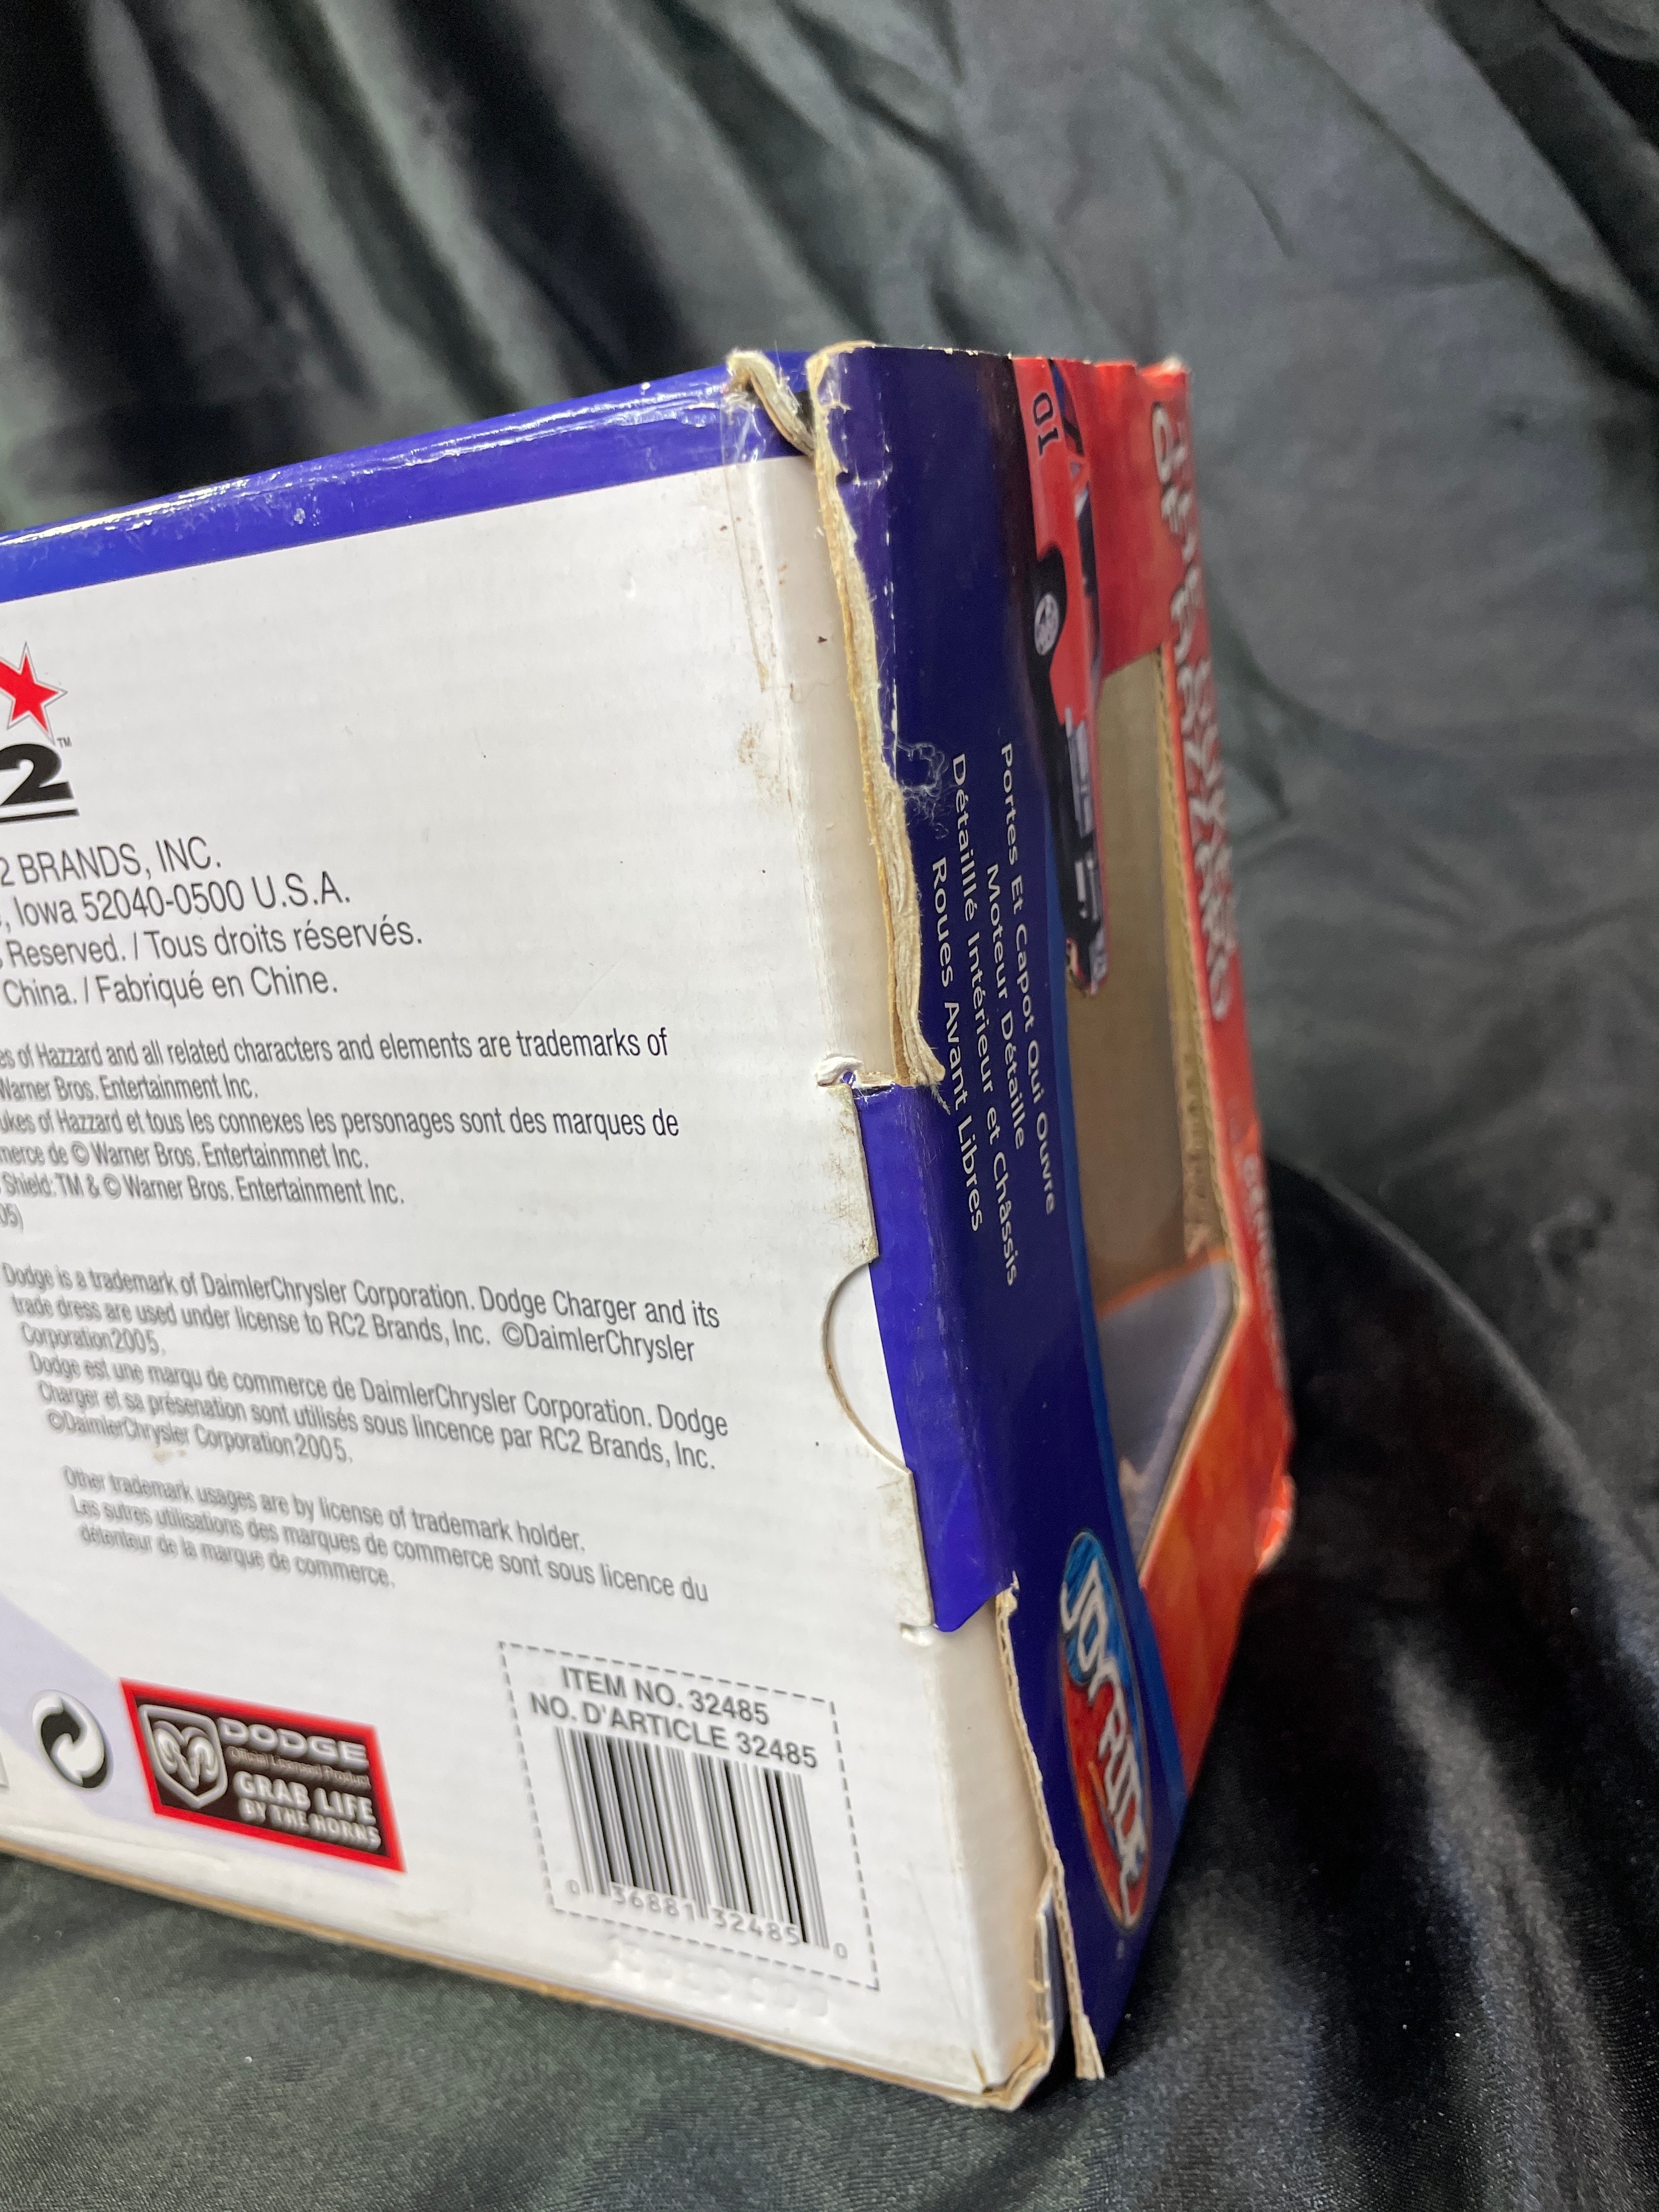 2™
2 BRANDS, INC.
, Iowa 52040-0500 U.S.A.
Reserved. / Tous droits réservés.
China. / Fabriqué en Chine.
es of Hazzard and all related characters and elements are trademarks of
Warner Bros. Entertainment Inc.
ukes of Hazzard et tous les connexes les personages sont des marques de
merce de © Warner Bros. Entertainmnet Inc.
Shield: TM & © Warner Bros. Entertainment Inc.
05)
Dodge is a trademark of DaimlerChrysler Corporation. Dodge Charger and its
trade dress are used under license to RC2 Brands, Inc. ©DaimlerChrysler
Corporation2005.
Dodge est une marqu de commerce de DaimlerChrysler Corporation. Dodge
Charger et sa présenation sont utilisés sous lincence par RC2 Brands, Inc.
©DaimlerChrysler Corporation2005.
Other trademark usages are by license of trademark holder.
Les sutres utilisations des marques de commerce sont sous licence du
détenteur de la marque de commerce.
DODGE
Official Licensed Product
GRAB LIFE
BY THE HORNS
ITEM NO. 32485
NO. D'ARTICLE 32485
0 36881 32485 0
01
Portes Et Capot Qui Ouvre
Moteur Détaille
Détaillé Intérieur et Châssis
Roues Avant Libres
JOYRIDE